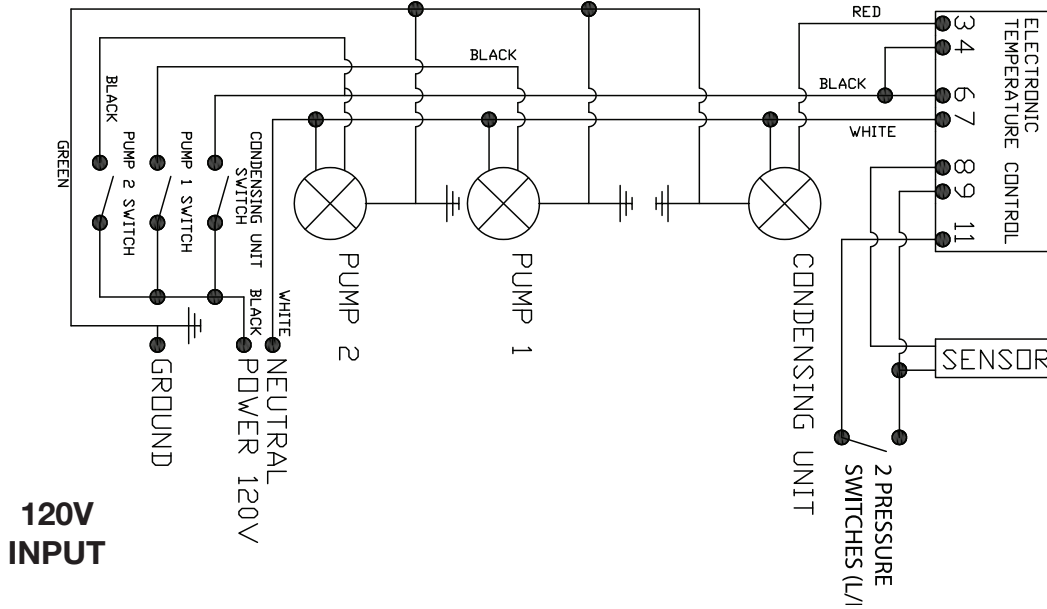 RED
ELECTRONIC
TEMPERATURE CONTROL
3
4
6
7
8
9
11
BLACK
BLACK
WHITE
BLACK
GREEN
PUMP 2 SWITCH
PUMP 1 SWITCH
CONDENSING UNIT
SWITCH
PUMP 2
PUMP 1
CONDENSING UNIT
WHITE
BLACK
GROUND
POWER 120V
NEUTRAL
SENSOR
2 PRESSURE
SWITCHES (L/
120V
INPUT